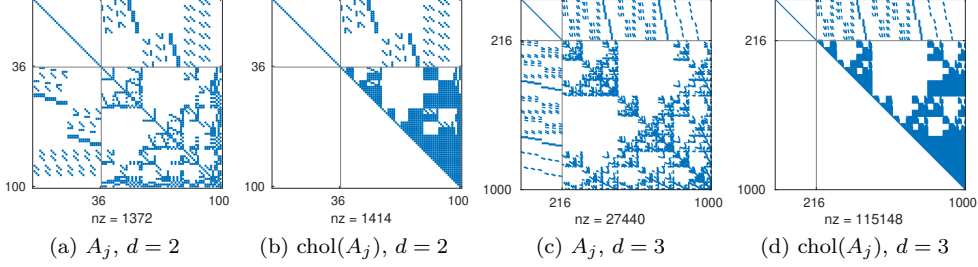 36
100
36
100
nz = 1372
(a) A_j, d = 2
36
100
36
100
nz = 1414
(b) chol(A_j), d = 2
216
1000
216
1000
nz = 27440
(c) A_j, d = 3
216
1000
216
1000
nz = 115148
(d) chol(A_j), d = 3